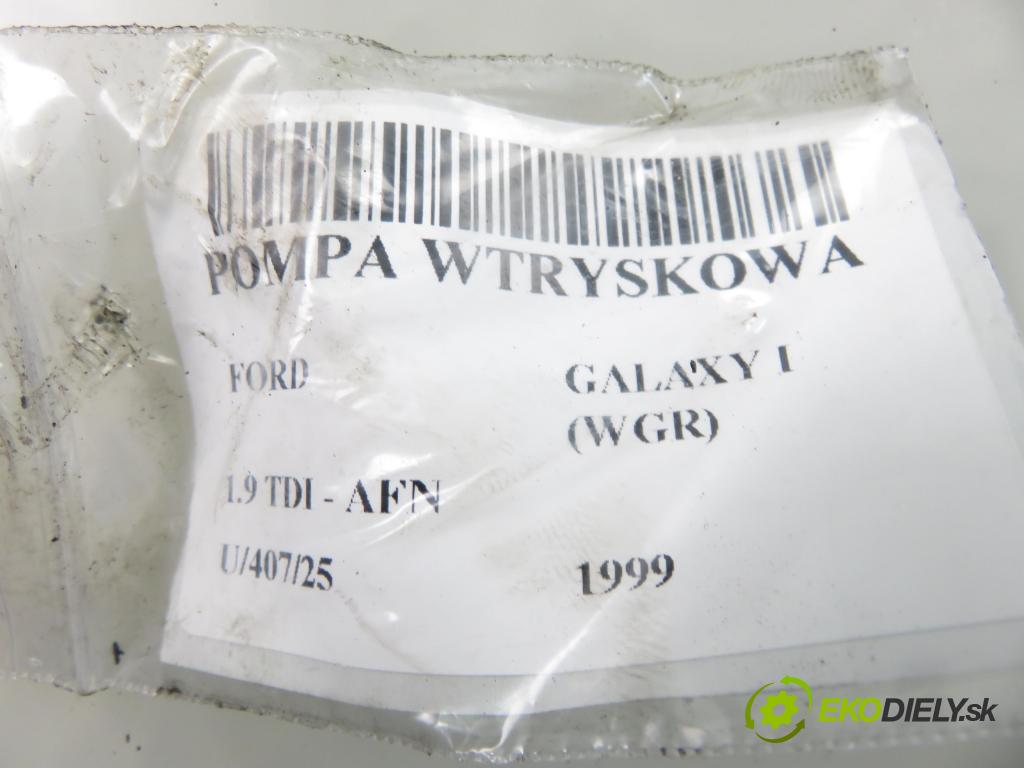 POMPA WTRYSKOWA
FORD GALAXY I
(WGR)
1.9 TDI - AFN
U/407/25 1999
EKODIELY.sk